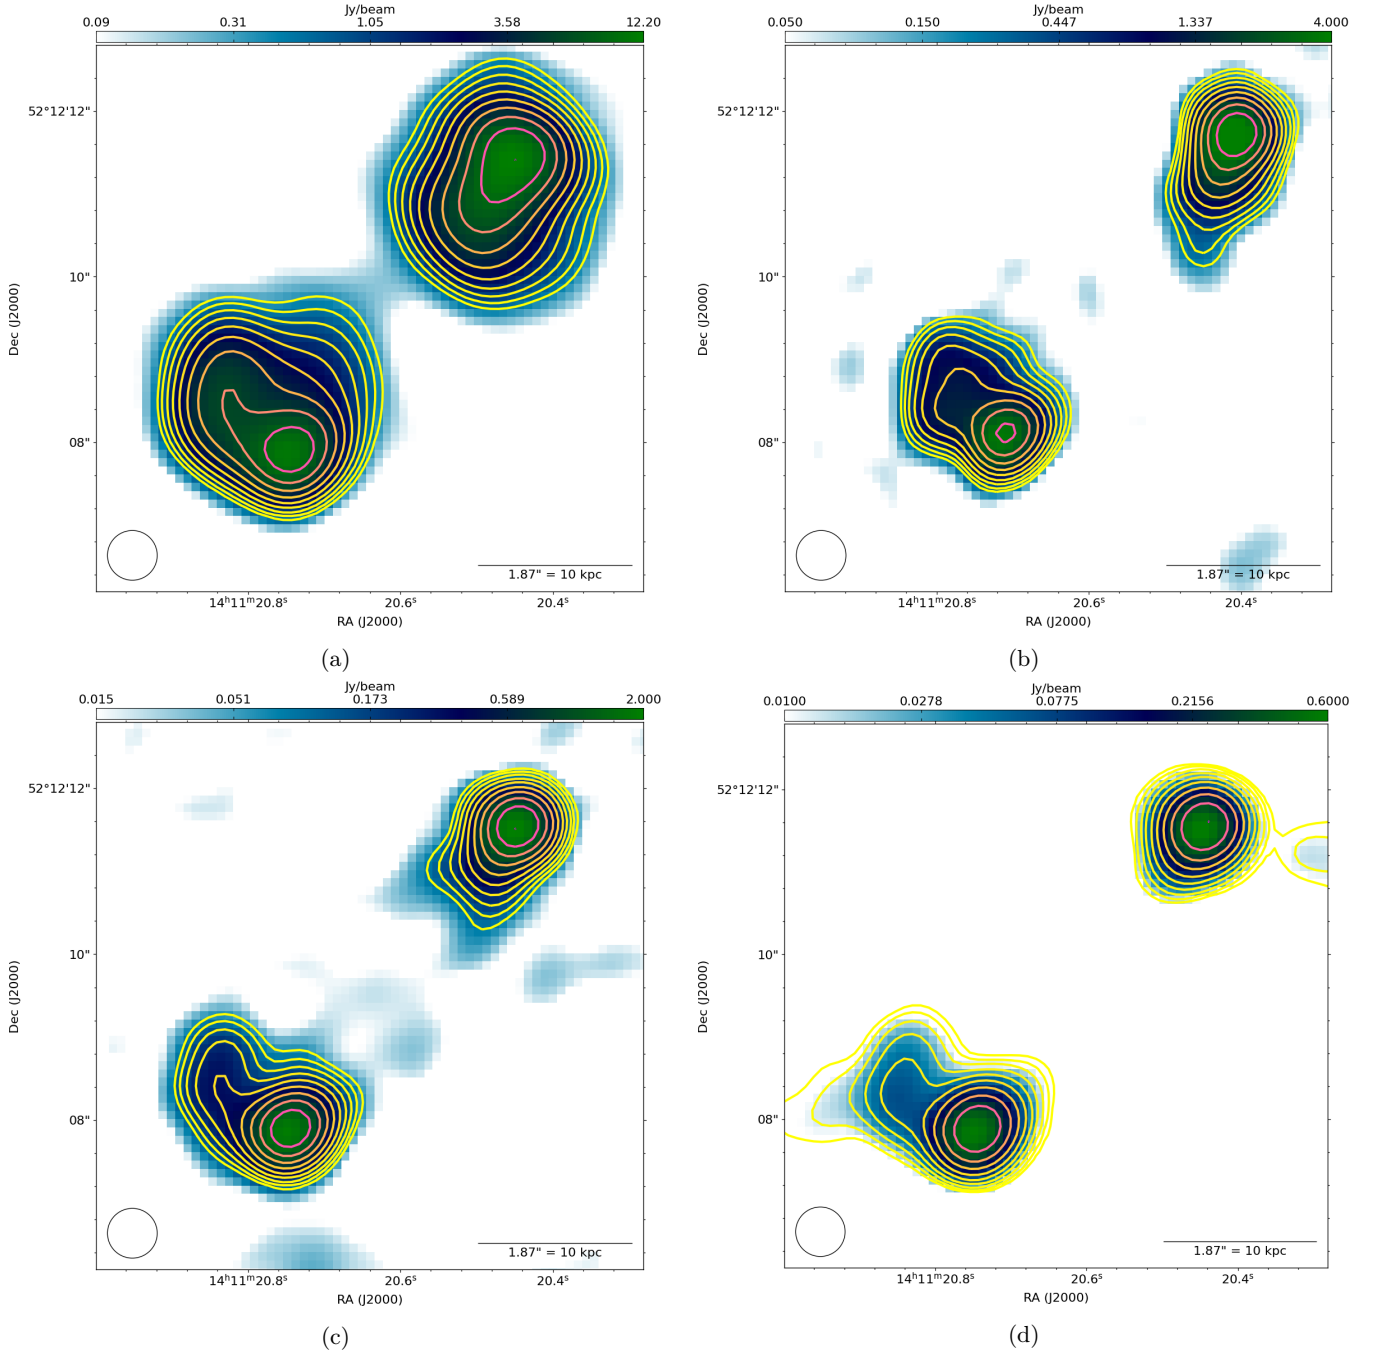 Jy/beam
0.09 0.31 1.05 3.58 12.20
52°12'12"
10"
08"
Dec (J2000)
1.87" = 10 kpc
14ʰ11ᵐ20.8ˢ 20.6ˢ 20.4ˢ
RA (J2000)
(a)
Jy/beam
0.050 0.150 0.447 1.337 4.000
52°12'12"
10"
08"
Dec (J2000)
1.87" = 10 kpc
14ʰ11ᵐ20.8ˢ 20.6ˢ 20.4ˢ
RA (J2000)
(b)
Jy/beam
0.015 0.051 0.173 0.589 2.000
52°12'12"
10"
08"
Dec (J2000)
1.87" = 10 kpc
14ʰ11ᵐ20.8ˢ 20.6ˢ 20.4ˢ
RA (J2000)
(c)
Jy/beam
0.0100 0.0278 0.0775 0.2156 0.6000
52°12'12"
10"
08"
Dec (J2000)
1.87" = 10 kpc
14ʰ11ᵐ20.8ˢ 20.6ˢ 20.4ˢ
RA (J2000)
(d)